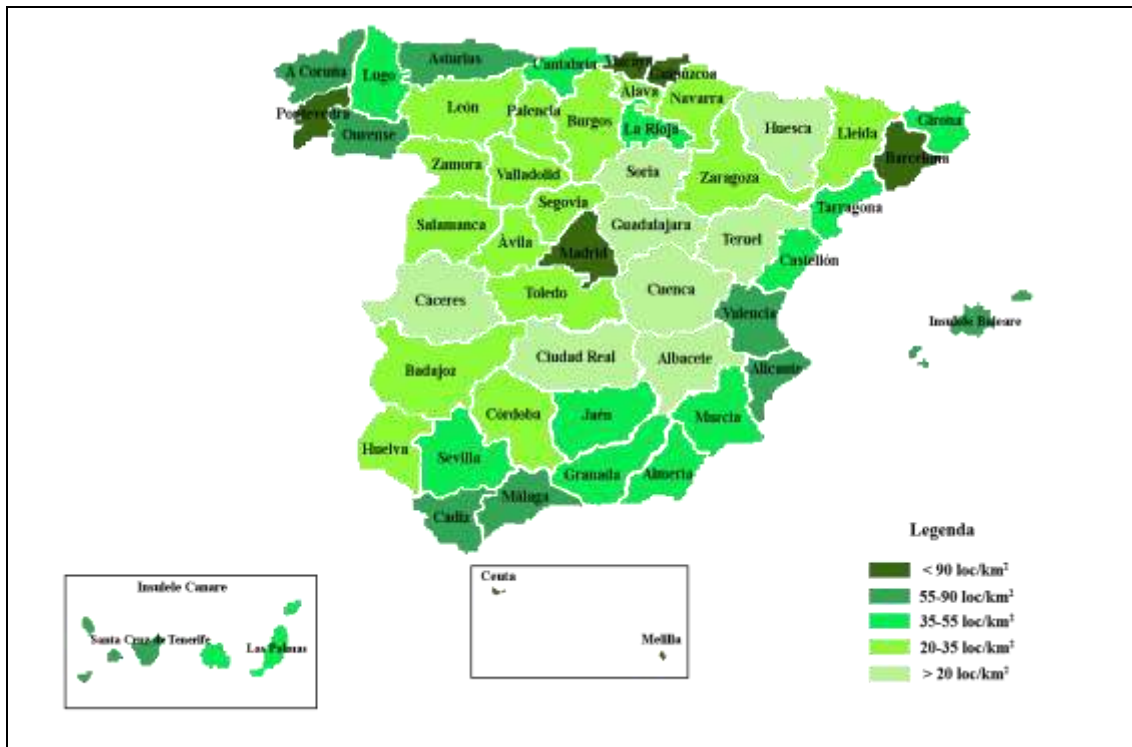 Asturias
Cantabria
Vizcaya
Guipúzcoa
A Coruña
Lugo
Álava
Navarra
León
Palencia
Burgos
Pontevedra
Ourense
La Rioja
Huesca
Lleida
Girona
Barcelona
Zamora
Valladolid
Soria
Zaragoza
Segovia
Tarragona
Salamanca
Ávila
Guadalajara
Teruel
Madrid
Castellón
Cáceres
Toledo
Cuenca
Valencia
Insulele Baleare
Badajoz
Ciudad Real
Albacete
Alicante
Huelva
Córdoba
Jaén
Murcia
Sevilla
Granada
Almeria
Cadiz
Málaga
Legenda
< 90 loc/km²
55-90 loc/km²
35-55 loc/km²
20-35 loc/km²
> 20 loc/km²
Insulele Canare
Santa Cruz de Tenerife
Las Palmas
Ceuta
Melilla